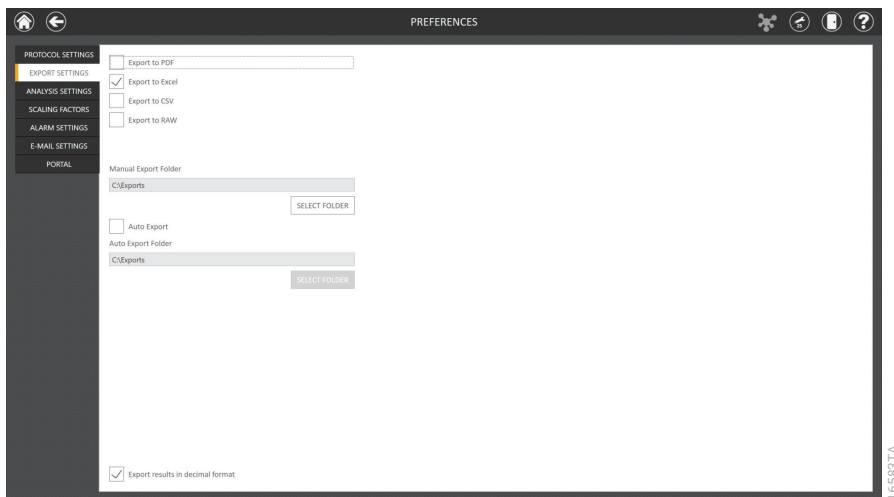 PREFERENCES
PROTOCOL SETTINGS
EXPORT SETTINGS
ANALYSIS SETTINGS
SCALING FACTORS
ALARM SETTINGS
E-MAIL SETTINGS
PORTAL
Export to PDF
Export to Excel
Export to CSV
Export to RAW
Manual Export Folder
C:\Exports
SELECT FOLDER
Auto Export
Auto Export Folder
C:\Exports
SELECT FOLDER
Export results in decimal format